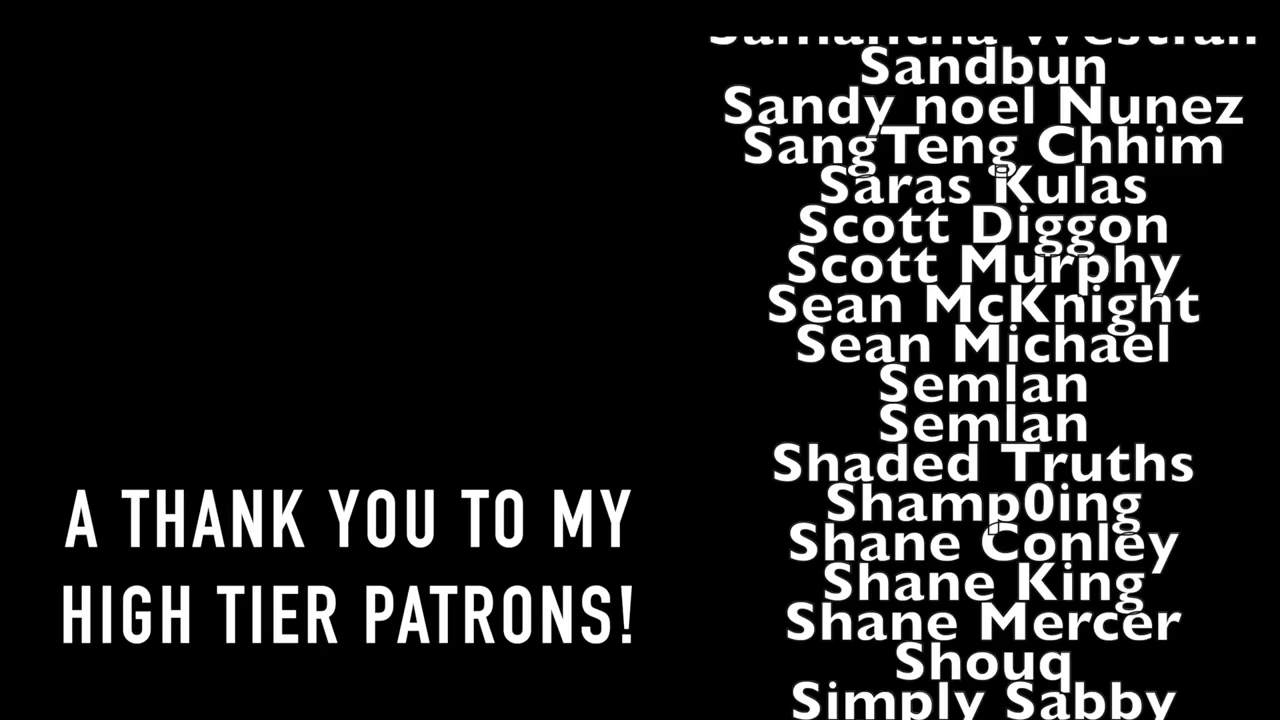 A THANK YOU TO MY
HIGH TIER PATRONS!
Samantha
Sandbun
Sandy noel Nunez
SangTeng Chhim
Saras Kulas
Scott Diggon
Scott Murphy
Sean McKnight
Sean Michael
Semlan
Semlan
Shaded Truths
Shamp0ing
Shane Conley
Shane King
Shane Mercer
Shouq
Simply Sabby